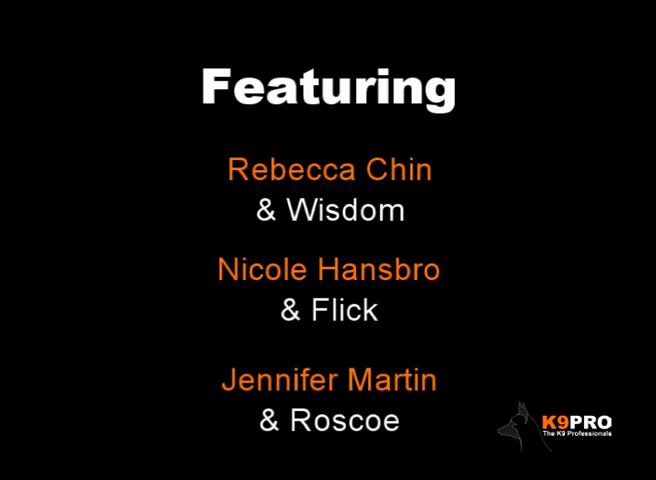 Featuring
Rebecca Chin
& Wisdom
Nicole Hansbro
& Flick
Jennifer Martin
& Roscoe
K9PRO
The K9 Professionals